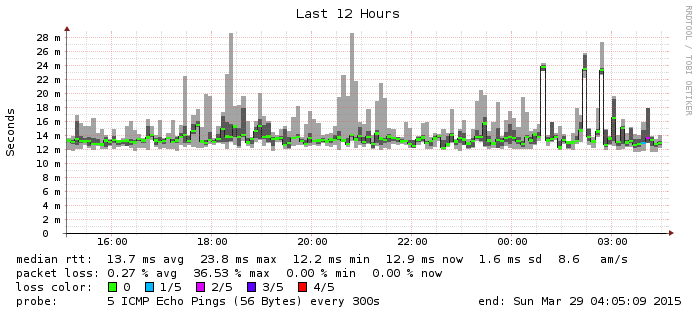 Last 12 Hours
RRDTOOL / TOBI OETIKER
Seconds
28 m
26 m
24 m
22 m
20 m
18 m
16 m
14 m
12 m
10 m
8 m
6 m
4 m
2 m
0
16:00 18:00 20:00 22:00 00:00 03:00
median rtt: 13.7 ms avg 23.8 ms max 12.2 ms min 12.9 ms now 1.6 ms sd 8.6 am/s
packet loss: 0.27 % avg 36.53 % max 0.00 % min 0.00 % now
loss color: 0 1/5 2/5 3/5 4/5
probe: 5 ICMP Echo Pings (56 Bytes) every 300s end: Sun Mar 29 04:05:09 2015